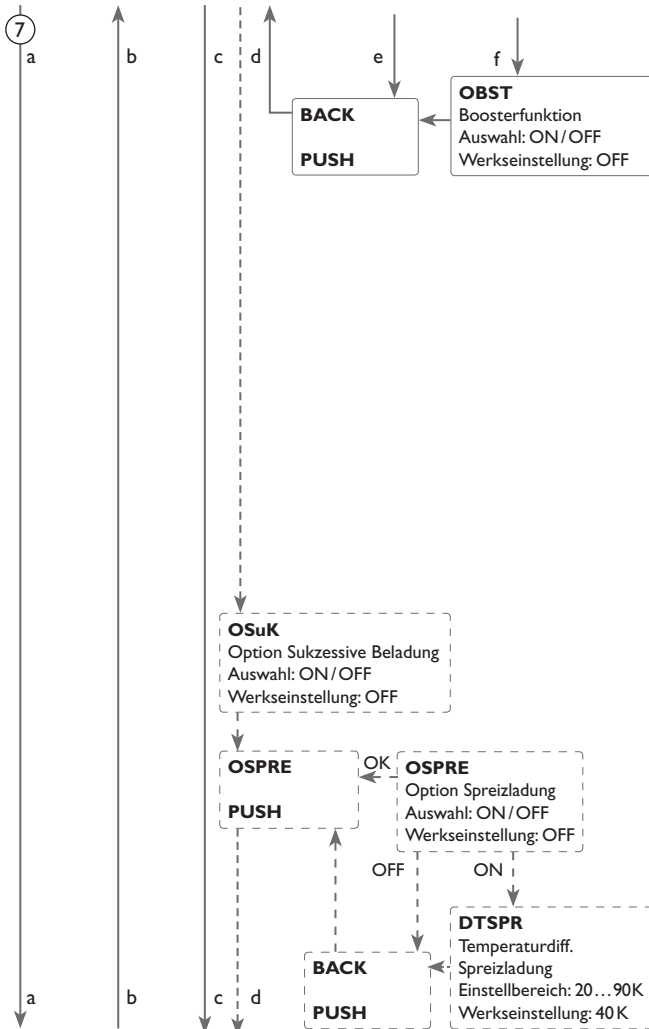 7
a
b
c
d
e
f
OBST
Boosterfunktion
Auswahl: ON/OFF
Werkseinstellung: OFF
BACK
PUSH
OSuK
Option Sukzessive Beladung
Auswahl: ON/OFF
Werkseinstellung: OFF
OSPRE
PUSH
OK
OSPRE
Option Spreizladung
Auswahl: ON/OFF
Werkseinstellung: OFF
OFF
ON
DTSPR
Temperaturdiff.
Spreizladung
Einstellbereich: 20...90K
Werkseinstellung: 40K
BACK
PUSH
a
b
c
d